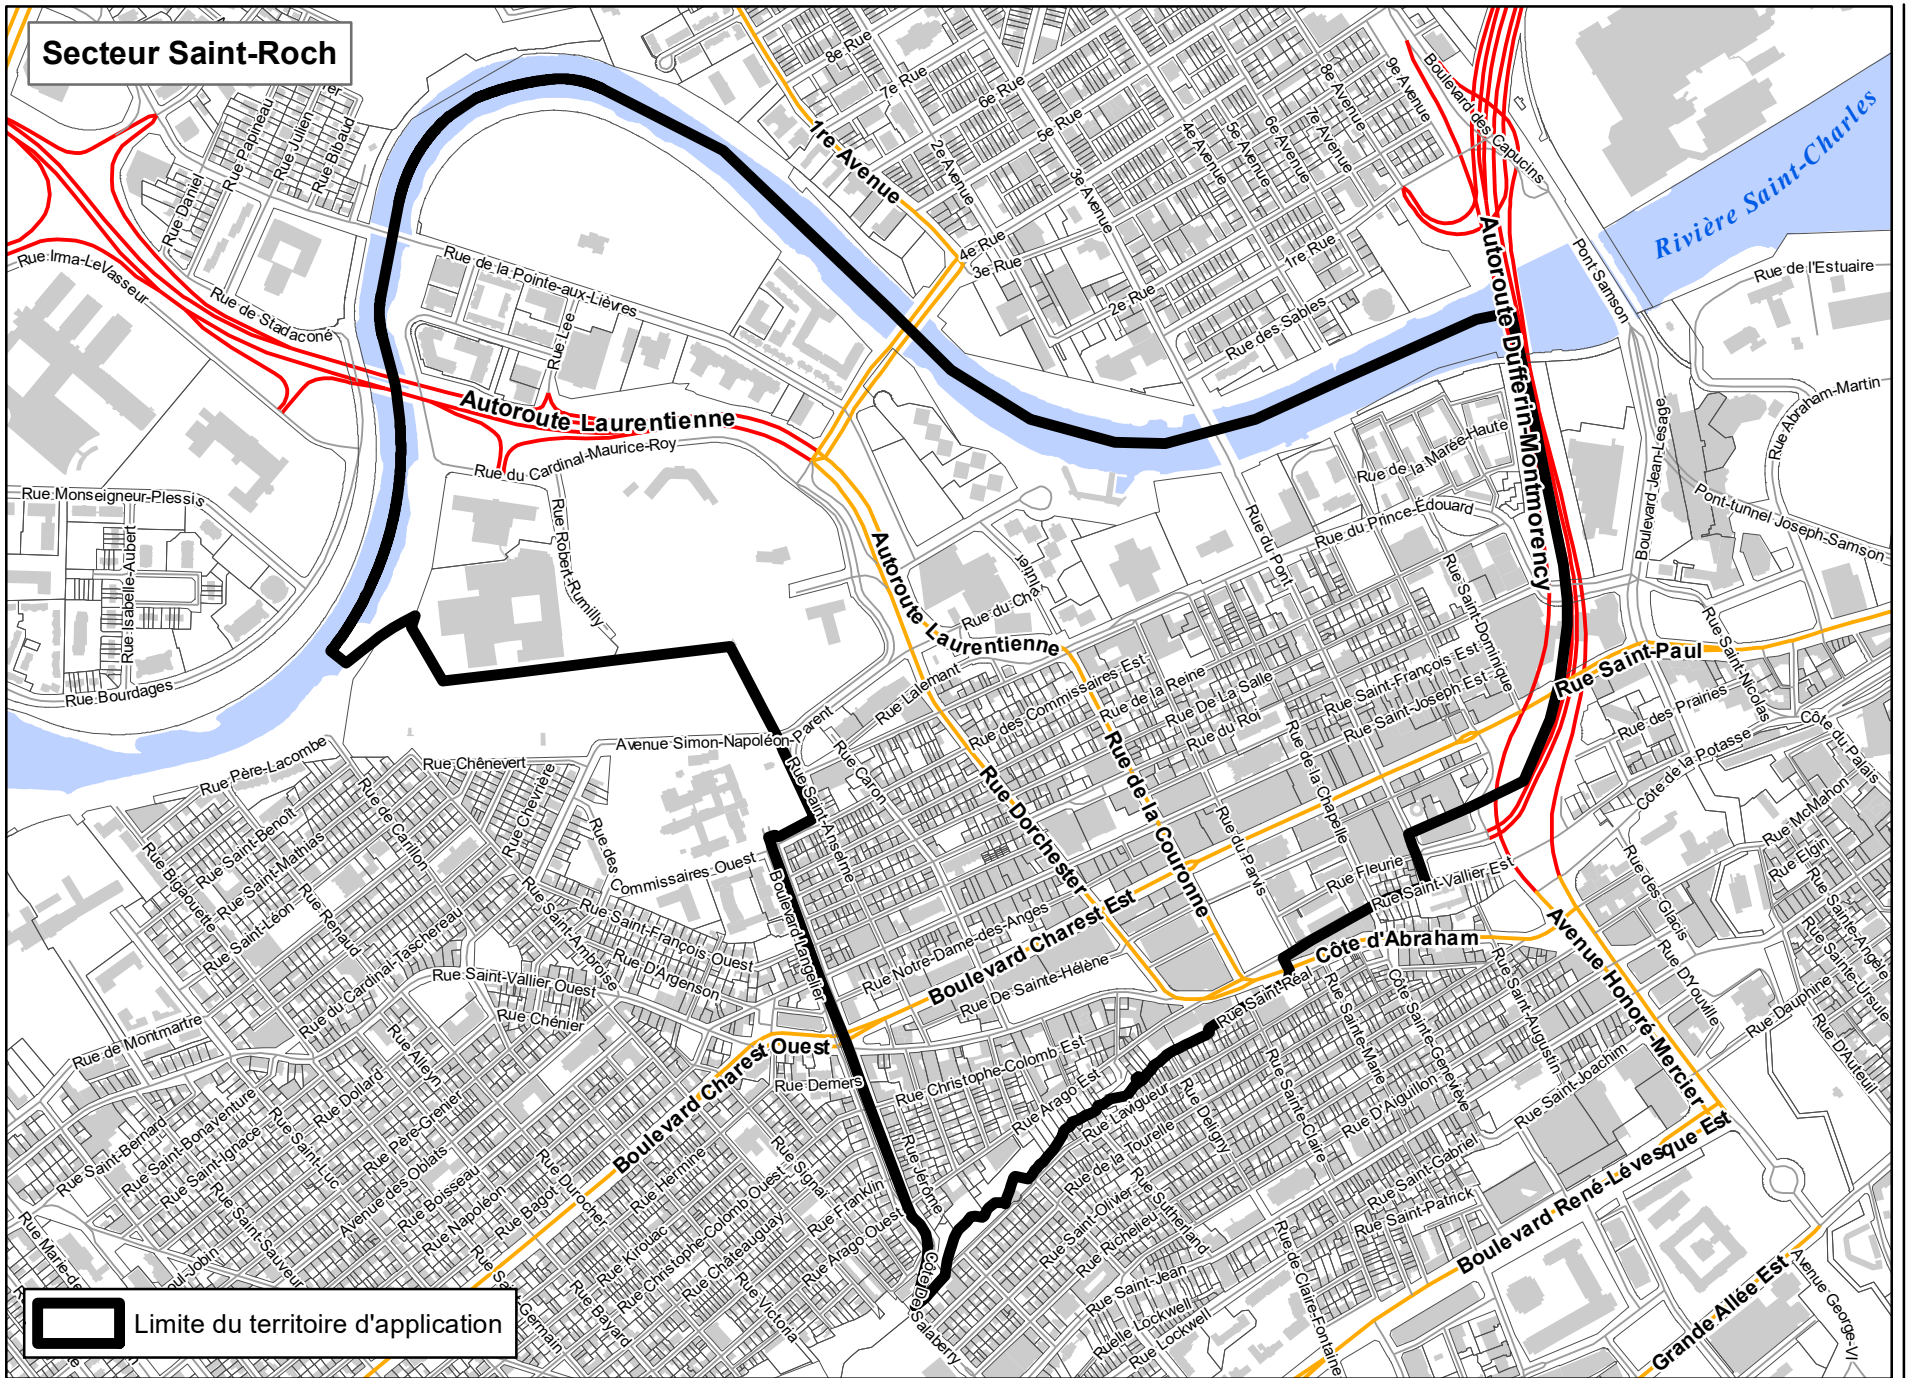 Secteur Saint-Roch
8e Rue
7e Rue
6e Rue
5e Rue
4e Rue
3e Rue
2e Rue
1re Rue
1re Avenue
2e Avenue
3e Avenue
4e Avenue
5e Avenue
6e Avenue
7e Avenue
8e Avenue
9e Avenue
Boulevard des Capucins
Rivière Saint-Charles
Pont Samson
Rue de l'Estuaire
Autoroute Dufferin-Montmorency
Rue des Sables
Rue Papineau
Rue Julien
Rue Bibaud
Rue Daniel
Rue Irma-LeVasseur
Rue de Stadaconé
Rue de la Pointe-aux-Lièvres
Rue Lee
Autoroute Laurentienne
Rue du Cardinal-Maurice-Roy
Rue Robert-Rumilly
Rue Monseigneur-Plessis
Rue Isabelle-Aubert
Rue Bourdages
Rue Abraham-Martin
Boulevard Jean-Lesage
Pont-tunnel Joseph-Samson
Rue de la Marée-Haute
Rue du Prince-Édouard
Rue du Pont
Autoroute Laurentienne
Rue Saint-Dominique
Rue Saint-Paul
Rue Saint-Nicolas
Rue des Prairies
Côte de la Potasse
Côte du Palais
Rue Lalemant
Rue des Commissaires Est
Rue de la Reine
Rue De La Salle
Rue du Roi
Rue Saint-François Est
Rue Saint-Joseph Est
Rue de la Chapelle
Rue du Parvis
Rue de la Couronne
Rue Dorchester
Rue Caron
Rue Saint-Anselme
Avenue Simon-Napoléon-Parent
Rue Père-Lacombe
Rue Chênevert
Rue Chevrière
Rue de Carillon
Rue Saint-Benoît
Rue Saint-Mathias
Rue Saint-Léon
Rue Bigaouette
Rue Renaud
Rue du Cardinal-Taschereau
Rue des Commissaires Ouest
Rue Saint-François Ouest
Rue Saint-Ambroise
Rue D'Argenson
Rue Saint-Vallier Ouest
Rue Chénier
Boulevard Langelier
Rue Notre-Dame-des-Anges
Boulevard Charest Est
Rue De Sainte-Hélène
Rue Fleurie
Rue Saint-Vallier Est
Côte d'Abraham
Rue Saint-Réal
Rue McMahon
Rue Elgin
Rue Sainte-Angèle
Rue Sainte-Ursule
Rue des Glacis
Rue D'Youville
Rue Dauphine
Rue D'Auteuil
Avenue Honoré-Mercier
Rue Saint-Augustin
Côte Sainte-Geneviève
Rue Sainte-Marie
Rue Sainte-Claire
Rue D'Aiguillon
Rue Saint-Joachim
Rue Saint-Gabriel
Rue Saint-Patrick
Rue de Montmartre
Rue Alleyn
Rue Dollard
Rue Père-Grenier
Avenue des Oblats
Rue Boisseau
Rue Napoléon
Rue Bagot
Rue Durocher
Rue Saint-Bernard
Rue Saint-Bonaventure
Rue Saint-Ignace
Rue Saint-Luc
Rue Saint-Sauveur
Boulevard Charest Ouest
Rue Demers
Rue Hermine
Rue Kirouac
Rue Christophe-Colomb Ouest
Rue Châteauguay
Rue Signaï
Rue Franklin
Rue Arago Ouest
Rue Victoria
Rue Bayard
Rue Christophe-Colomb Est
Rue Arago Est
Rue Jérôme
Côte De Salaberry
Rue Lavigueur
Rue de la Tourelle
Rue Deligny
Rue Saint-Olivier
Rue Richelieu
Rue Sutherland
Rue Saint-Jean
Ruelle Lockwell
Rue Lockwell
Rue de Claire-Fontaine
Boulevard René-Lévesque Est
Grande Allée Est
Avenue George-VI
Limite du territoire d'application